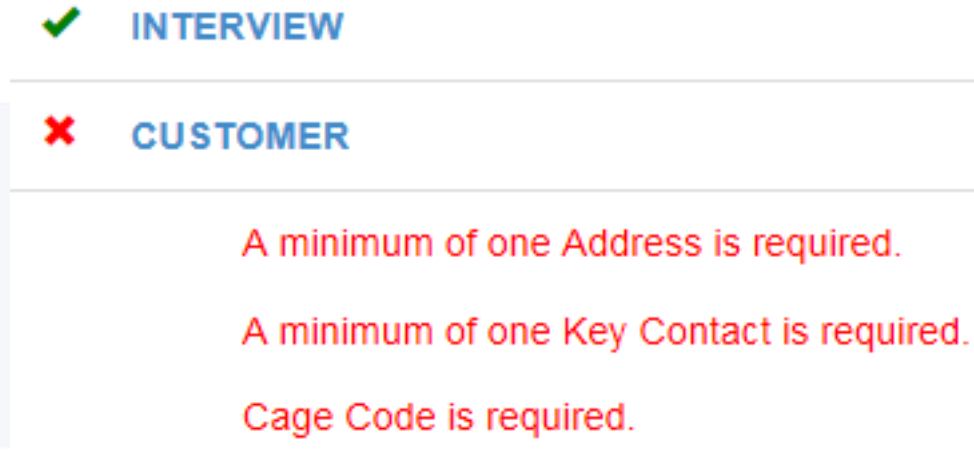 INTERVIEW
CUSTOMER
A minimum of one Address is required.
A minimum of one Key Contact is required.
Cage Code is required.